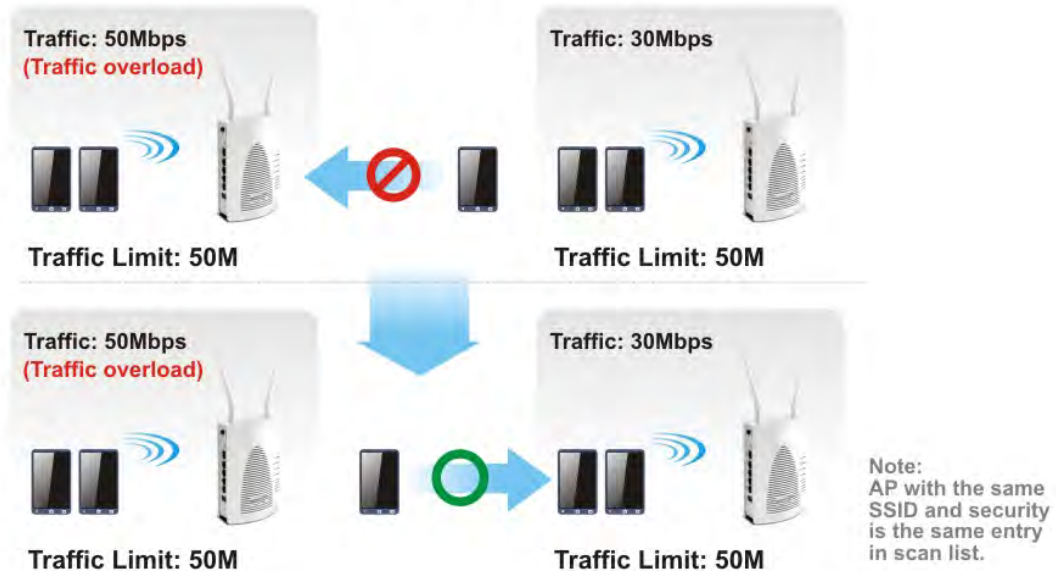 Traffic: 50Mbps
(Traffic overload)
Traffic: 30Mbps
Traffic Limit: 50M
Traffic Limit: 50M
Traffic: 50Mbps
(Traffic overload)
Traffic: 30Mbps
Traffic Limit: 50M
Traffic Limit: 50M
Note:
AP with the same
SSID and security
is the same entry
in scan list.